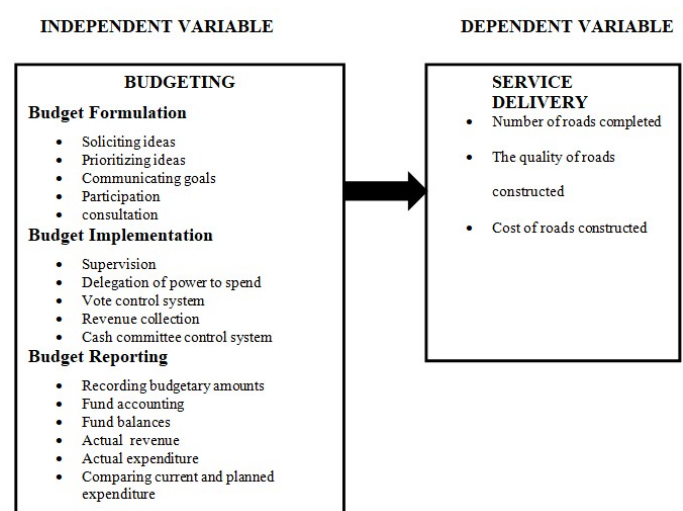 INDEPENDENT VARIABLE
DEPENDENT VARIABLE
BUDGETING
Budget Formulation
• Soliciting ideas
• Prioritizing ideas
• Communicating goals
• Participation
• consultation
Budget Implementation
• Supervision
• Delegation of power to spend
• Vote control system
• Revenue collection
• Cash committee control system
Budget Reporting
• Recording budgetary amounts
• Fund accounting
• Fund balances
• Actual revenue
• Actual expenditure
• Comparing current and planned
expenditure
SERVICE
DELIVERY
• Number of roads completed
• The quality of roads
constructed
• Cost of roads constructed